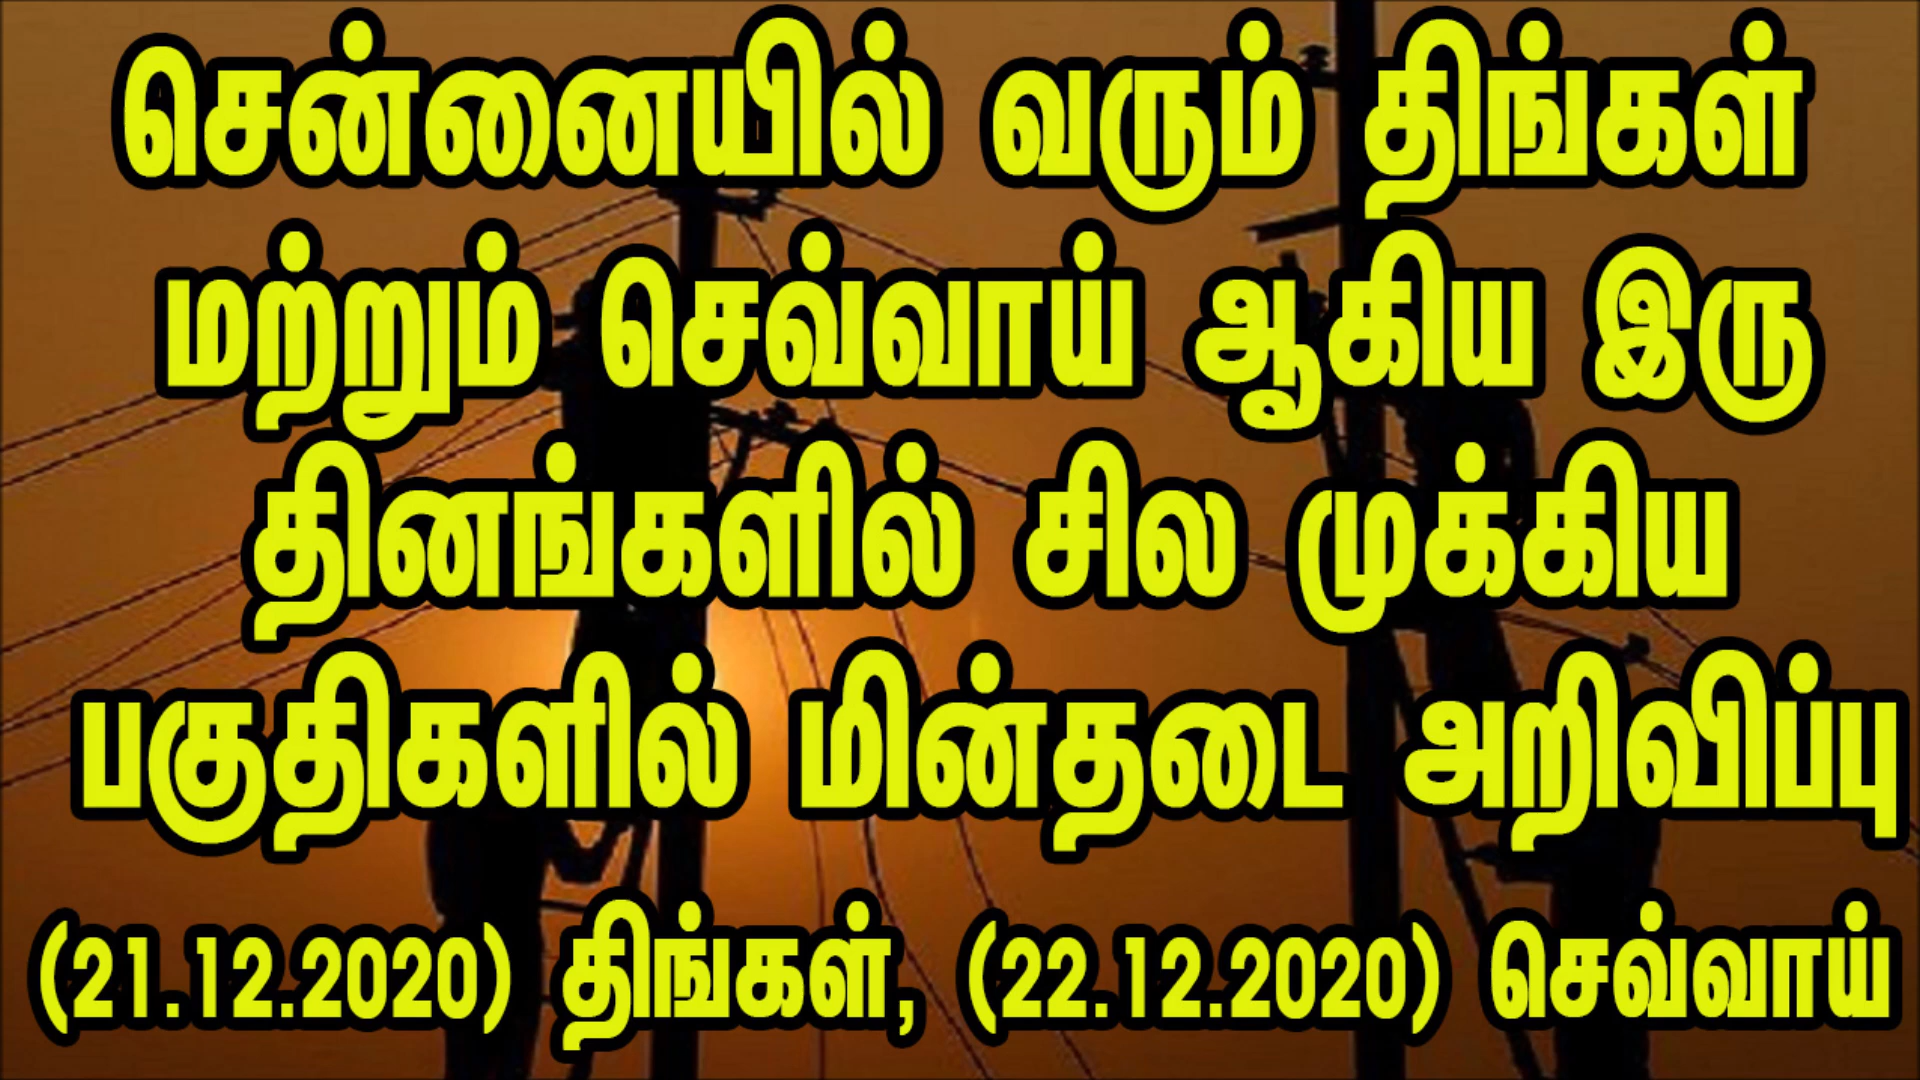 சென்னையில் வரும் திங்கள்
மற்றும் செவ்வாய் ஆகிய இரு
தினங்களில் சில முக்கிய
பகுதிகளில் மின்தடை அறிவிப்பு
(21.12.2020) திங்கள், (22.12.2020) செவ்வாய்